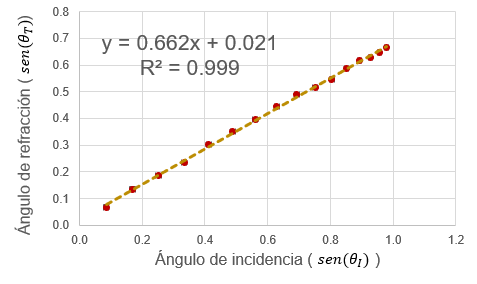 y = 0.662x + 0.021
R² = 0.999
Ángulo de refracción ( sen(θ_T))
0.8
0.7
0.6
0.5
0.4
0.3
0.2
0.1
0.0
0.0 0.2 0.4 0.6 0.8 1.0 1.2
Ángulo de incidencia ( sen(θ_I) )